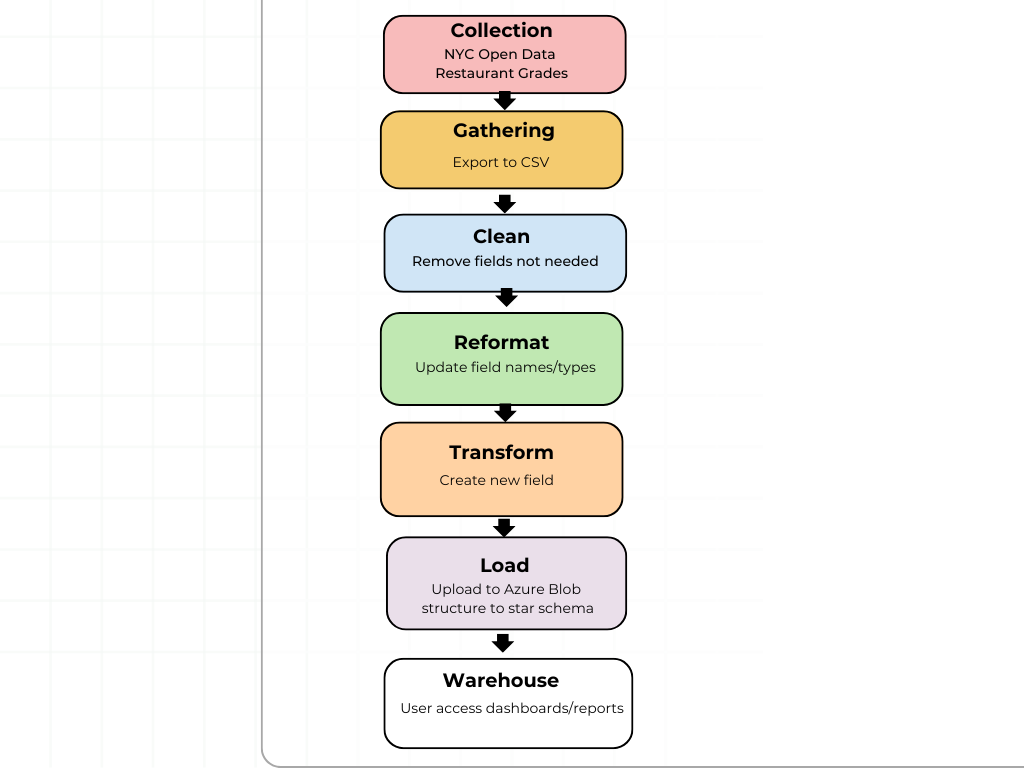 Collection
NYC Open Data
Restaurant Grades
Gathering
Export to CSV
Clean
Remove fields not needed
Reformat
Update field names/types
Transform
Create new field
Load
Upload to Azure Blob
structure to star schema
Warehouse
User access dashboards/reports